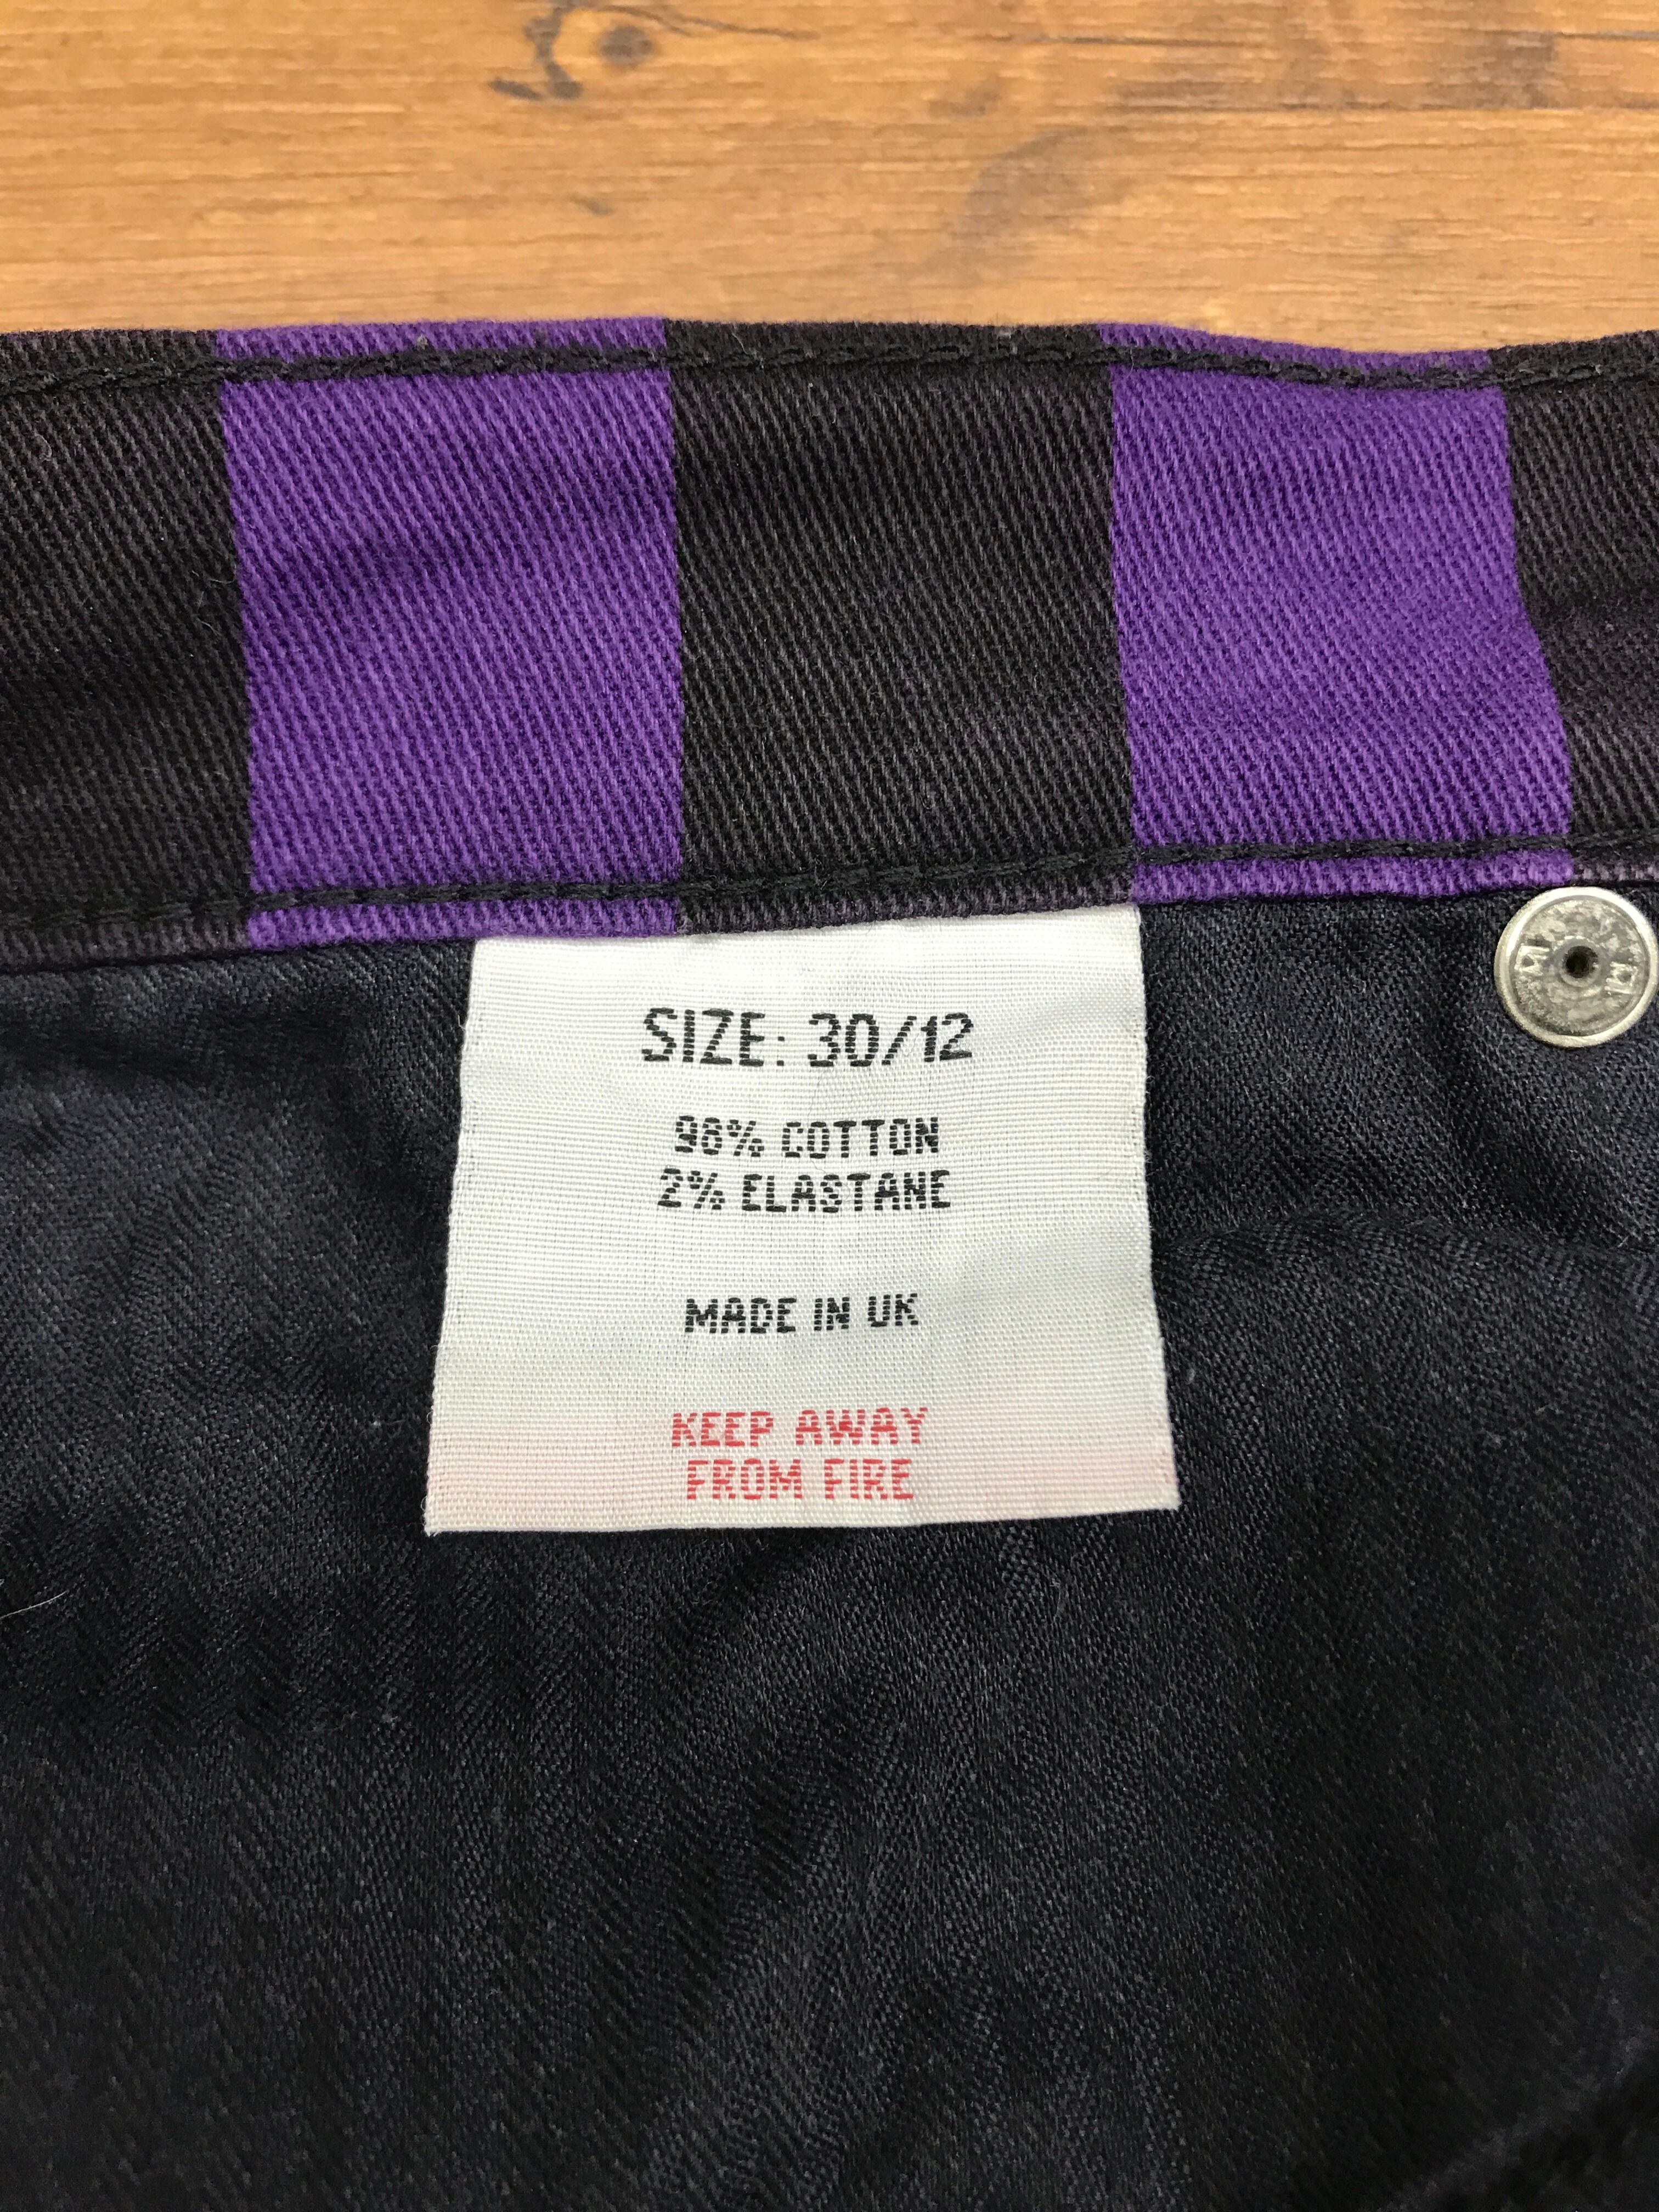 SIZE: 30/12
98% COTTON
2% ELASTANE
MADE IN UK
KEEP AWAY
FROM FIRE